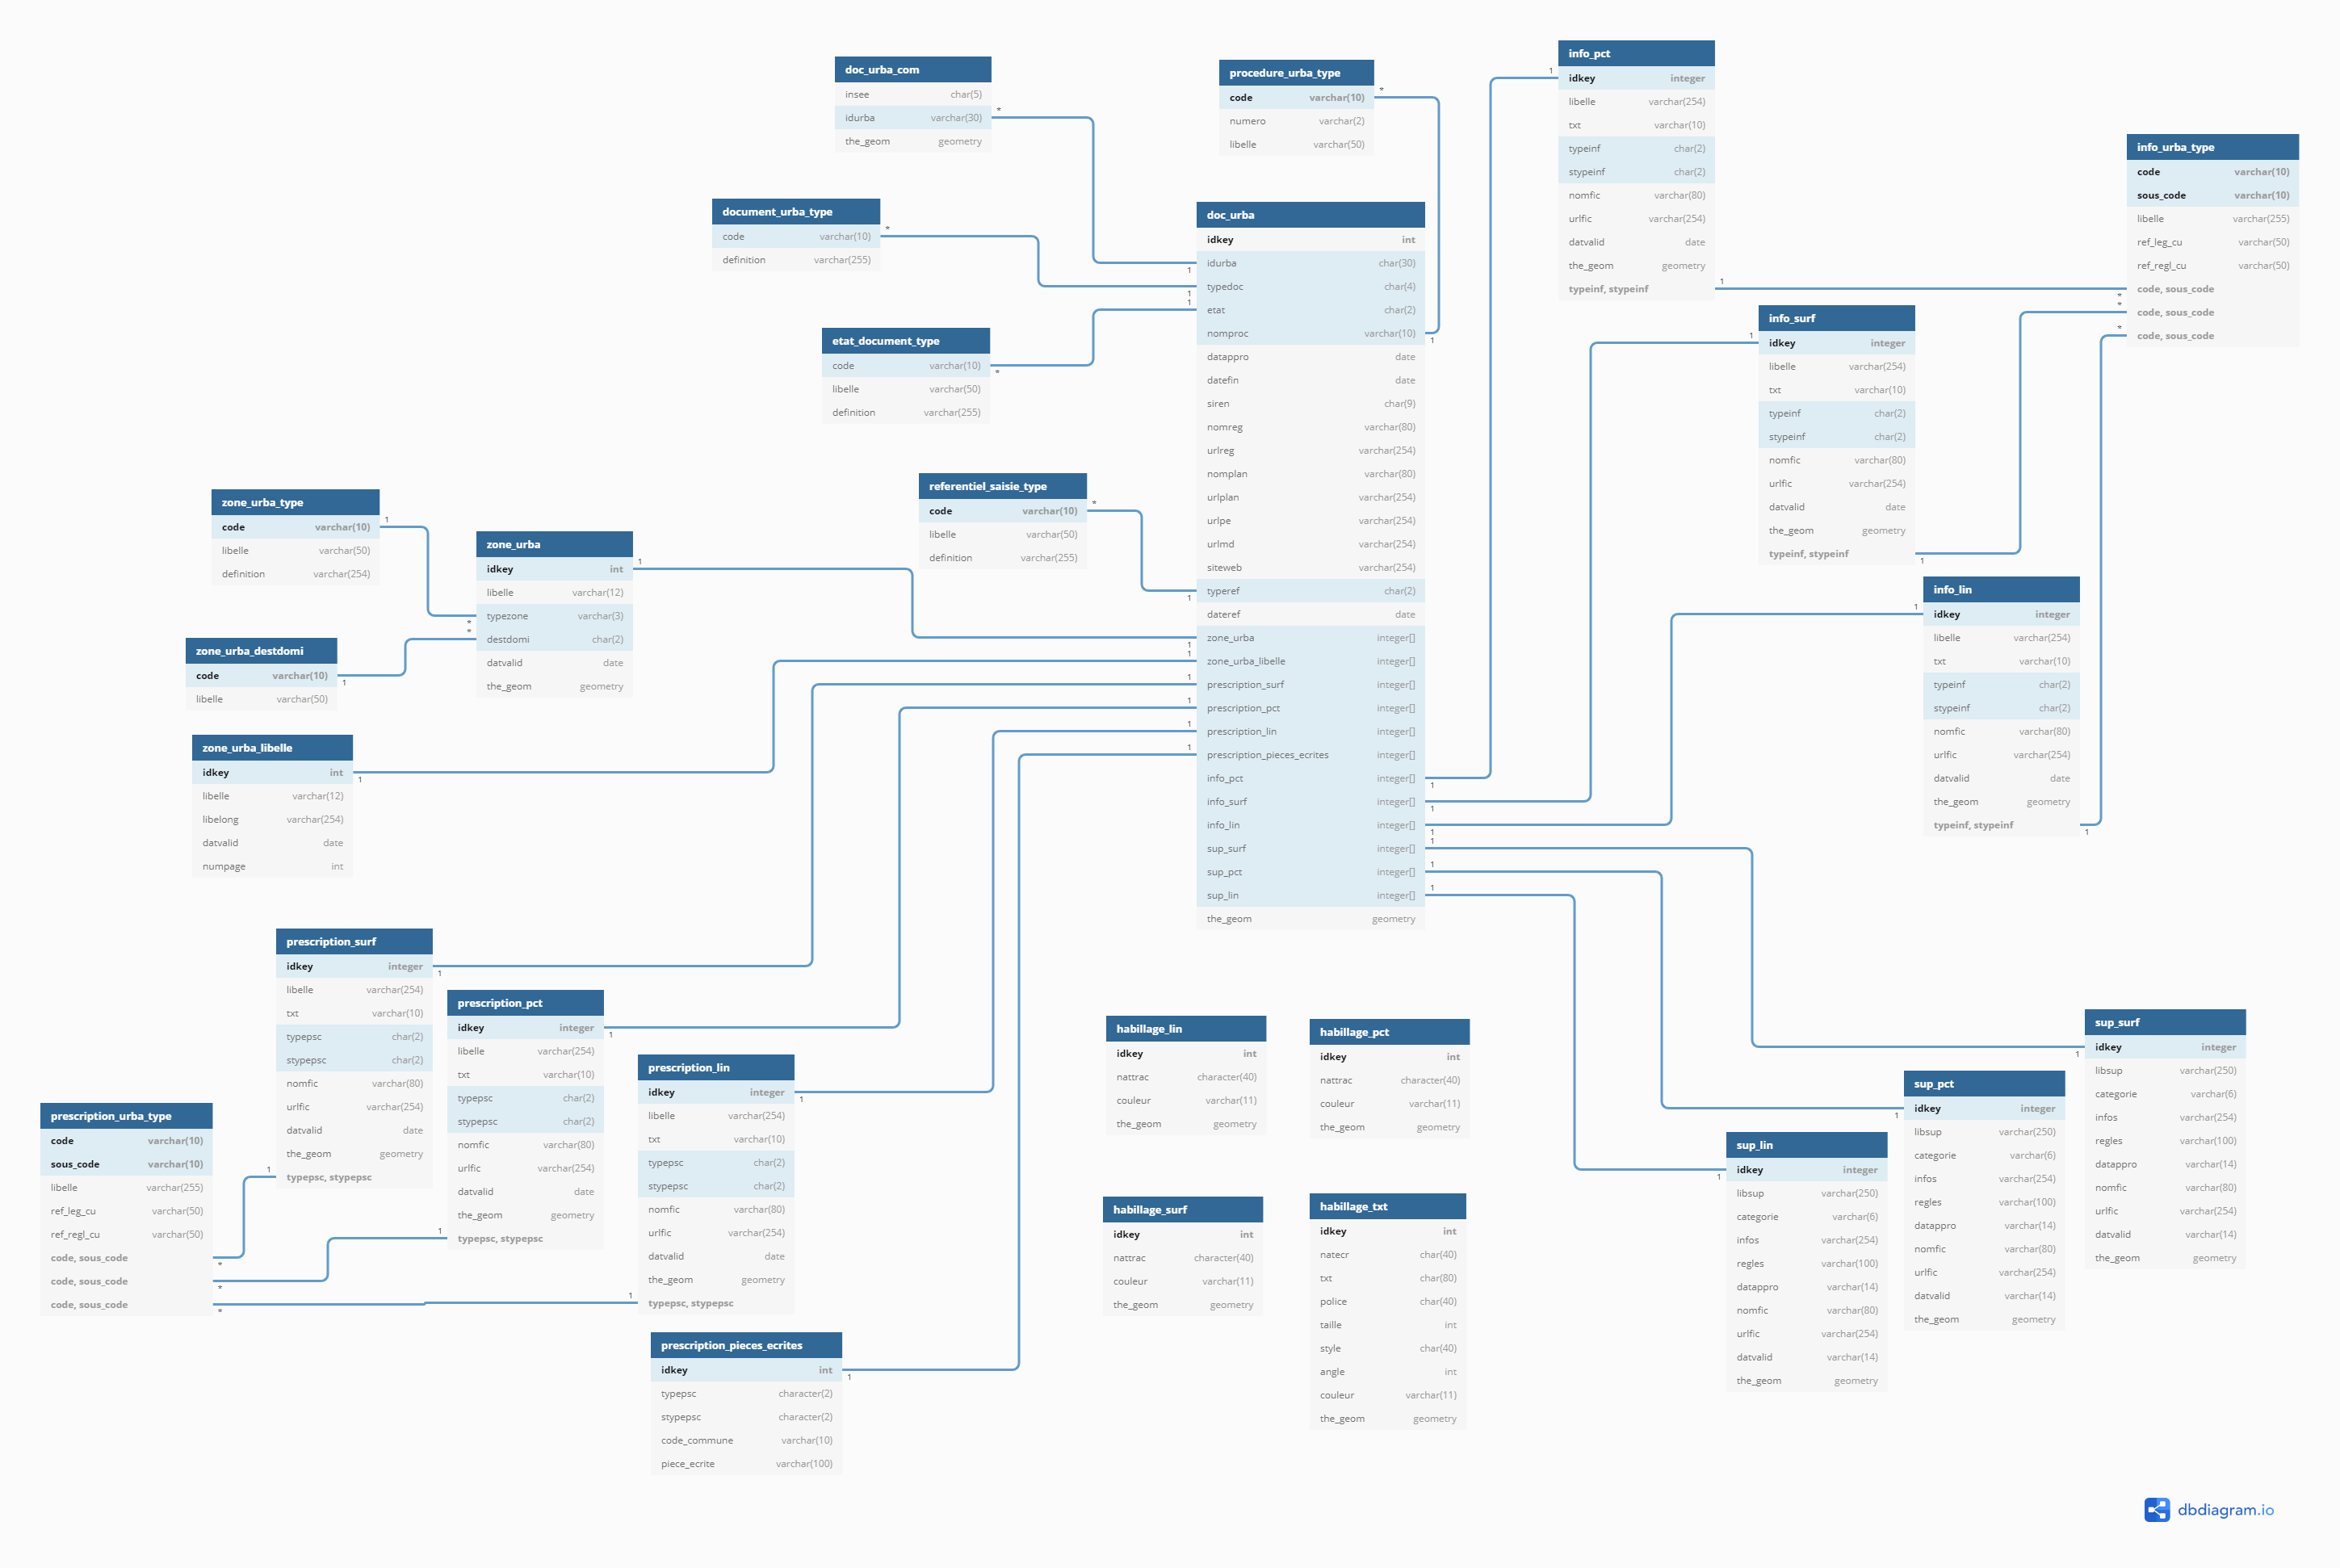 doc_urba_com
insee char(5)
idurba varchar(30)
the_geom geometry
procedure_urba_type
code varchar(10)
numero varchar(2)
libelle varchar(50)
document_urba_type
code varchar(10)
definition varchar(255)
etat_document_type
code varchar(10)
libelle varchar(50)
definition varchar(255)
referentiel_saisie_type
code varchar(10)
libelle varchar(50)
definition varchar(255)
doc_urba
idkey int
idurba char(30)
typedoc char(4)
etat char(2)
nomproc varchar(10)
datappro date
datefin date
siren char(9)
nomreg varchar(80)
urlreg varchar(254)
nomplan varchar(80)
urlplan varchar(254)
urlpe varchar(254)
urlmd varchar(254)
siteweb varchar(254)
typeref char(2)
dateref date
zone_urba integer[]
zone_urba_libelle integer[]
prescription_surf integer[]
prescription_pct integer[]
prescription_lin integer[]
prescription_pieces_ecrites integer[]
info_pct integer[]
info_surf integer[]
info_lin integer[]
sup_surf integer[]
sup_pct integer[]
sup_lin integer[]
the_geom geometry
info_pct
idkey integer
libelle varchar(254)
txt varchar(10)
typeinf char(2)
stypeinf char(2)
nomfic varchar(80)
urlfic varchar(254)
datvalid date
the_geom geometry
typeinf, stypeinf
info_urba_type
code varchar(10)
sous_code varchar(10)
libelle varchar(255)
ref_leg_cu varchar(50)
ref_regl_cu varchar(50)
code, sous_code
code, sous_code
code, sous_code
info_surf
idkey integer
libelle varchar(254)
txt varchar(10)
typeinf char(2)
stypeinf char(2)
nomfic varchar(80)
urlfic varchar(254)
datvalid date
the_geom geometry
typeinf, stypeinf
info_lin
idkey integer
libelle varchar(254)
txt varchar(10)
typeinf char(2)
stypeinf char(2)
nomfic varchar(80)
urlfic varchar(254)
datvalid date
the_geom geometry
typeinf, stypeinf
zone_urba_type
code varchar(10)
libelle varchar(50)
definition varchar(254)
zone_urba
idkey int
libelle varchar(12)
typezone varchar(3)
destdomi char(2)
datvalid date
the_geom geometry
zone_urba_destdomi
code varchar(10)
libelle varchar(50)
zone_urba_libelle
idkey int
libelle varchar(12)
libelong varchar(254)
datvalid date
numpage int
prescription_surf
idkey integer
libelle varchar(254)
txt varchar(10)
typepsc char(2)
stypepsc char(2)
nomfic varchar(80)
urlfic varchar(254)
datvalid date
the_geom geometry
typepsc, stypepsc
prescription_pct
idkey integer
libelle varchar(254)
txt varchar(10)
typepsc char(2)
stypepsc char(2)
nomfic varchar(80)
urlfic varchar(254)
datvalid date
the_geom geometry
typepsc, stypepsc
prescription_lin
idkey integer
libelle varchar(254)
txt varchar(10)
typepsc char(2)
stypepsc char(2)
nomfic varchar(80)
urlfic varchar(254)
datvalid date
the_geom geometry
typepsc, stypepsc
prescription_urba_type
code varchar(10)
sous_code varchar(10)
libelle varchar(255)
ref_leg_cu varchar(50)
ref_regl_cu varchar(50)
code, sous_code
code, sous_code
code, sous_code
prescription_pieces_ecrites
idkey int
typepsc character(2)
stypepsc character(2)
code_commune varchar(10)
piece_ecrite varchar(100)
habillage_lin
idkey int
nattrac character(40)
couleur varchar(11)
the_geom geometry
habillage_pct
idkey int
nattrac character(40)
couleur varchar(11)
the_geom geometry
habillage_surf
idkey int
nattrac character(40)
couleur varchar(11)
the_geom geometry
habillage_txt
idkey int
natecr char(40)
txt char(80)
police char(40)
taille int
style char(40)
angle int
couleur varchar(11)
the_geom geometry
sup_surf
idkey integer
libsup varchar(250)
categorie varchar(6)
infos varchar(254)
regles varchar(100)
datappro varchar(14)
nomfic varchar(80)
urlfic varchar(254)
datvalid varchar(14)
the_geom geometry
sup_pct
idkey integer
libsup varchar(250)
categorie varchar(6)
infos varchar(254)
regles varchar(100)
datappro varchar(14)
nomfic varchar(80)
urlfic varchar(254)
datvalid varchar(14)
the_geom geometry
sup_lin
idkey integer
libsup varchar(250)
categorie varchar(6)
infos varchar(254)
regles varchar(100)
datappro varchar(14)
nomfic varchar(80)
urlfic varchar(254)
datvalid varchar(14)
the_geom geometry
dbdiagram.io